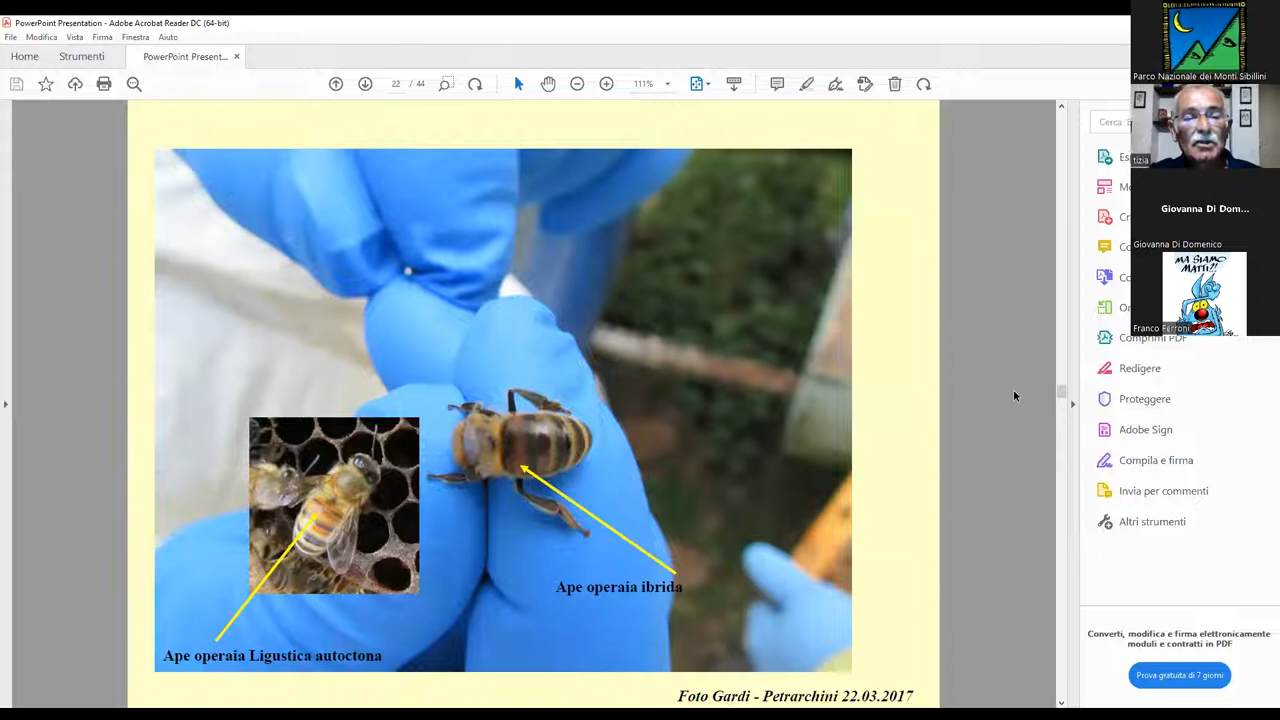 PowerPoint Presentation - Adobe Acrobat Reader DC (64-bit)
File Modifica Vista Firma Finestra Aiuto
Home Strumenti PowerPoint Present... ×
22 / 44 111%
Ape operaia ibrida
Ape operaia Ligustica autoctona
Foto Gardi - Petrarchini 22.03.2017
Cerca
Comprimi PDF
Redigere
Proteggere
Adobe Sign
Compila e firma
Invia per commenti
Altri strumenti
Converti, modifica e firma elettronicamente
moduli e contratti in PDF
Prova gratuita di 7 giorni
Parco Nazionale dei Monti Sibillini
tizia
Giovanna Di Dom...
Giovanna Di Domenico
MA SIAMO
MATTI?!
Franco Ferroni